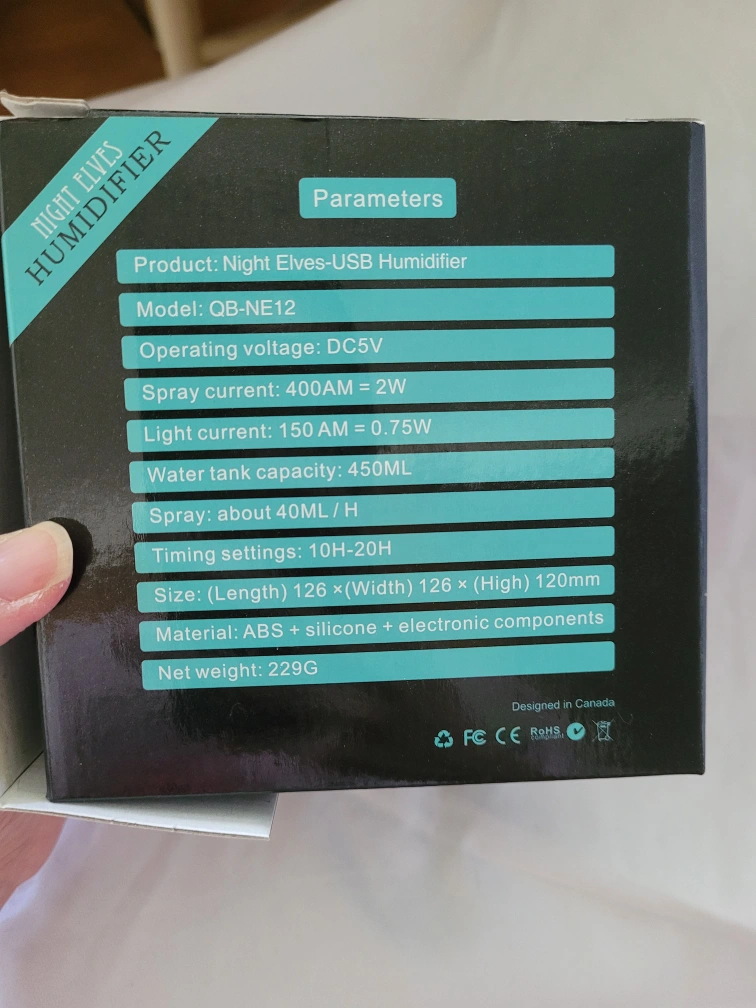 NIGHT ELVES
HUMIDIFIER
Parameters
Product: Night Elves-USB Humidifier
Model: QB-NE12
Operating voltage: DC5V
Spray current: 400AM = 2W
Light current: 150 AM = 0.75W
Water tank capacity: 450ML
Spray: about 40ML / H
Timing settings: 10H-20H
Size: (Length) 126 ×(Width) 126 × (High) 120mm
Material: ABS + silicone + electronic components
Net weight: 229G
Designed in Canada
FC CE RoHS
compliant